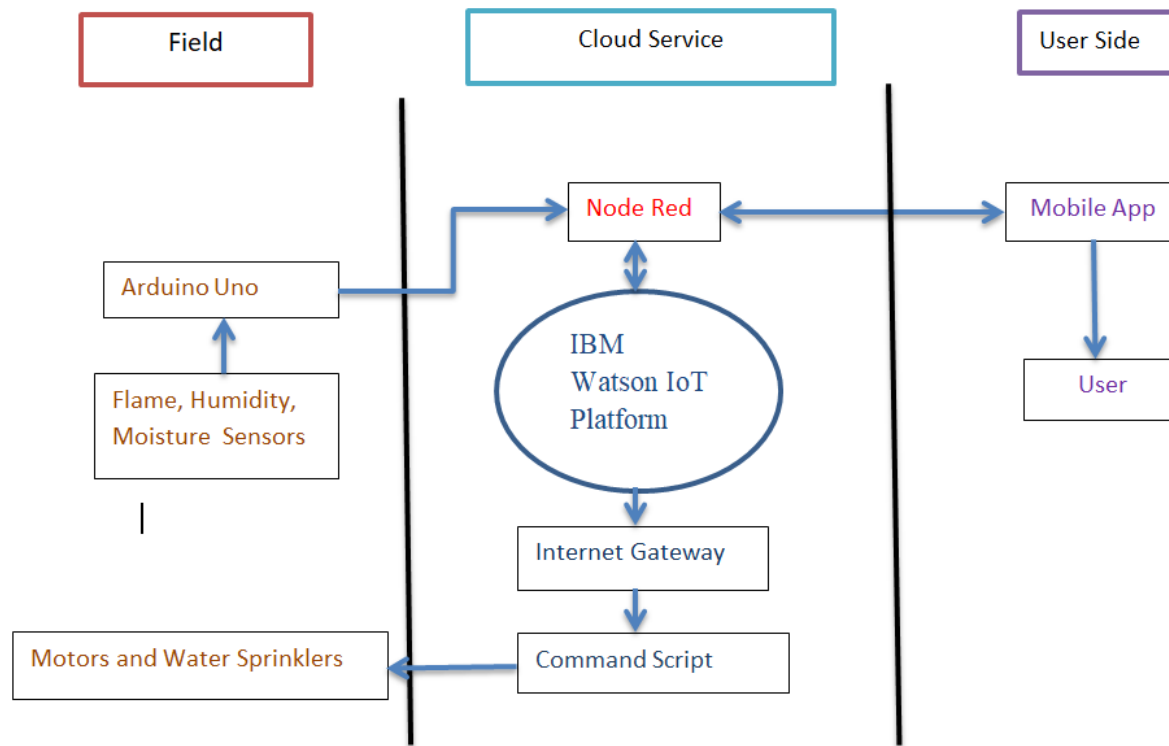 Field
Cloud Service
User Side
Node Red
Mobile App
Arduino Uno
Flame, Humidity,
Moisture Sensors
IBM
Watson IoT
Platform
User
Internet Gateway
Motors and Water Sprinklers
Command Script